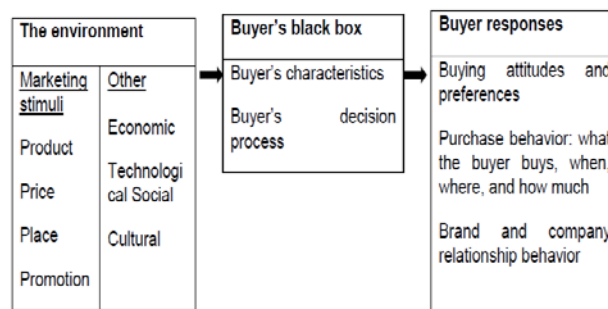 The environment
Marketing
stimuli
Product
Price
Place
Promotion
Other
Economic
Technologi
cal Social
Cultural
Buyer's black box
Buyer's characteristics
Buyer's decision
process
Buyer responses
Buying attitudes and
preferences
Purchase behavior: what
the buyer buys, when,
where, and how much
Brand and company
relationship behavior